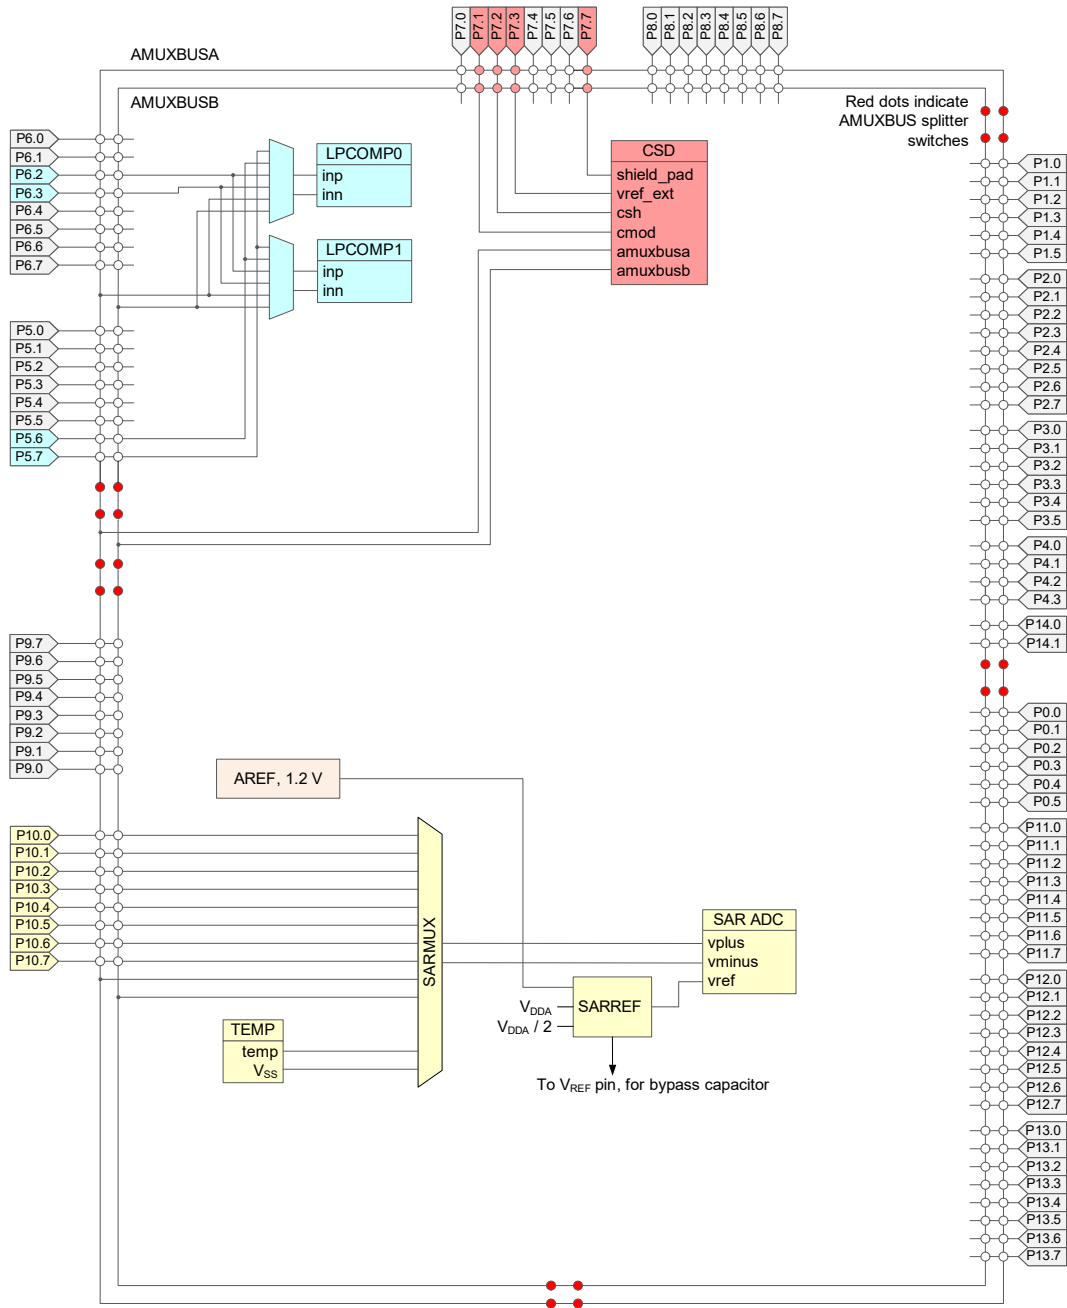 P7.0
P7.1
P7.2
P7.3
P7.4
P7.5
P7.6
P7.7
P8.0
P8.1
P8.2
P8.3
P8.4
P8.5
P8.6
P8.7
AMUXBUSA
AMUXBUSB
Red dots indicate
AMUXBUS splitter
switches
P6.0
P6.1
P6.2
P6.3
P6.4
P6.5
P6.6
P6.7
LPCOMP0
inp
inn
LPCOMP1
inp
inn
CSD
shield_pad
vref_ext
csh
cmod
amuxbusa
amuxbusb
P5.0
P5.1
P5.2
P5.3
P5.4
P5.5
P5.6
P5.7
P1.0
P1.1
P1.2
P1.3
P1.4
P1.5
P2.0
P2.1
P2.2
P2.3
P2.4
P2.5
P2.6
P2.7
P3.0
P3.1
P3.2
P3.3
P3.4
P3.5
P4.0
P4.1
P4.2
P4.3
P14.0
P14.1
P9.7
P9.6
P9.5
P9.4
P9.3
P9.2
P9.1
P9.0
AREF, 1.2 V
P10.0
P10.1
P10.2
P10.3
P10.4
P10.5
P10.6
P10.7
SARMUX
SAR ADC
vplus
vminus
vref
SARREF
VDDA
VDDA / 2
TEMP
temp
VSS
To VREF pin, for bypass capacitor
P0.0
P0.1
P0.2
P0.3
P0.4
P0.5
P11.0
P11.1
P11.2
P11.3
P11.4
P11.5
P11.6
P11.7
P12.0
P12.1
P12.2
P12.3
P12.4
P12.5
P12.6
P12.7
P13.0
P13.1
P13.2
P13.3
P13.4
P13.5
P13.6
P13.7